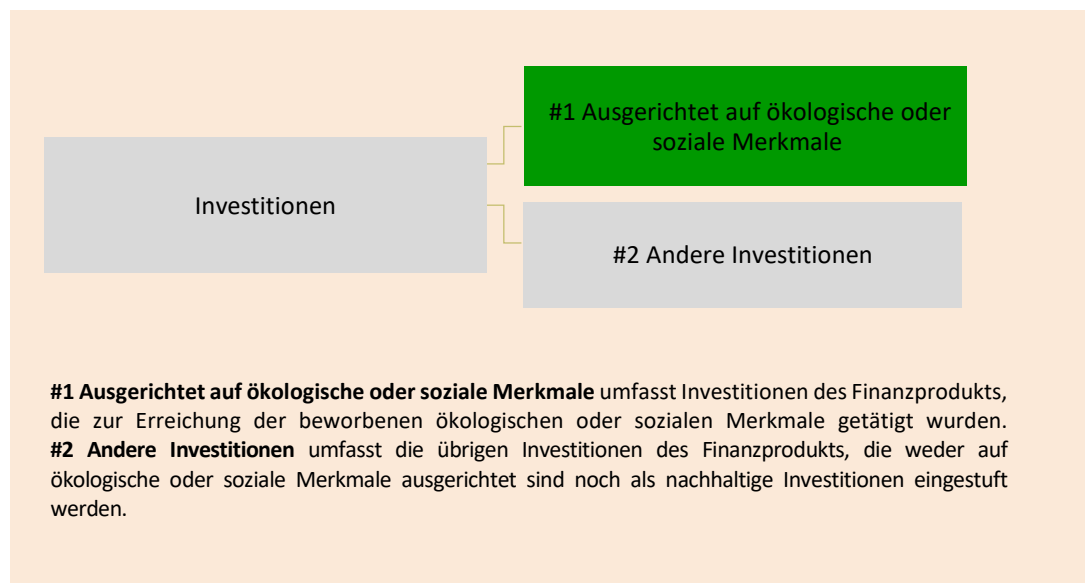 #1 Ausgerichtet auf ökologische oder
soziale Merkmale
Investitionen
#2 Andere Investitionen
#1 Ausgerichtet auf ökologische oder soziale Merkmale umfasst Investitionen des Finanzprodukts,
die zur Erreichung der beworbenen ökologischen oder sozialen Merkmale getätigt wurden.
#2 Andere Investitionen umfasst die übrigen Investitionen des Finanzprodukts, die weder auf
ökologische oder soziale Merkmale ausgerichtet sind noch als nachhaltige Investitionen eingestuft
werden.